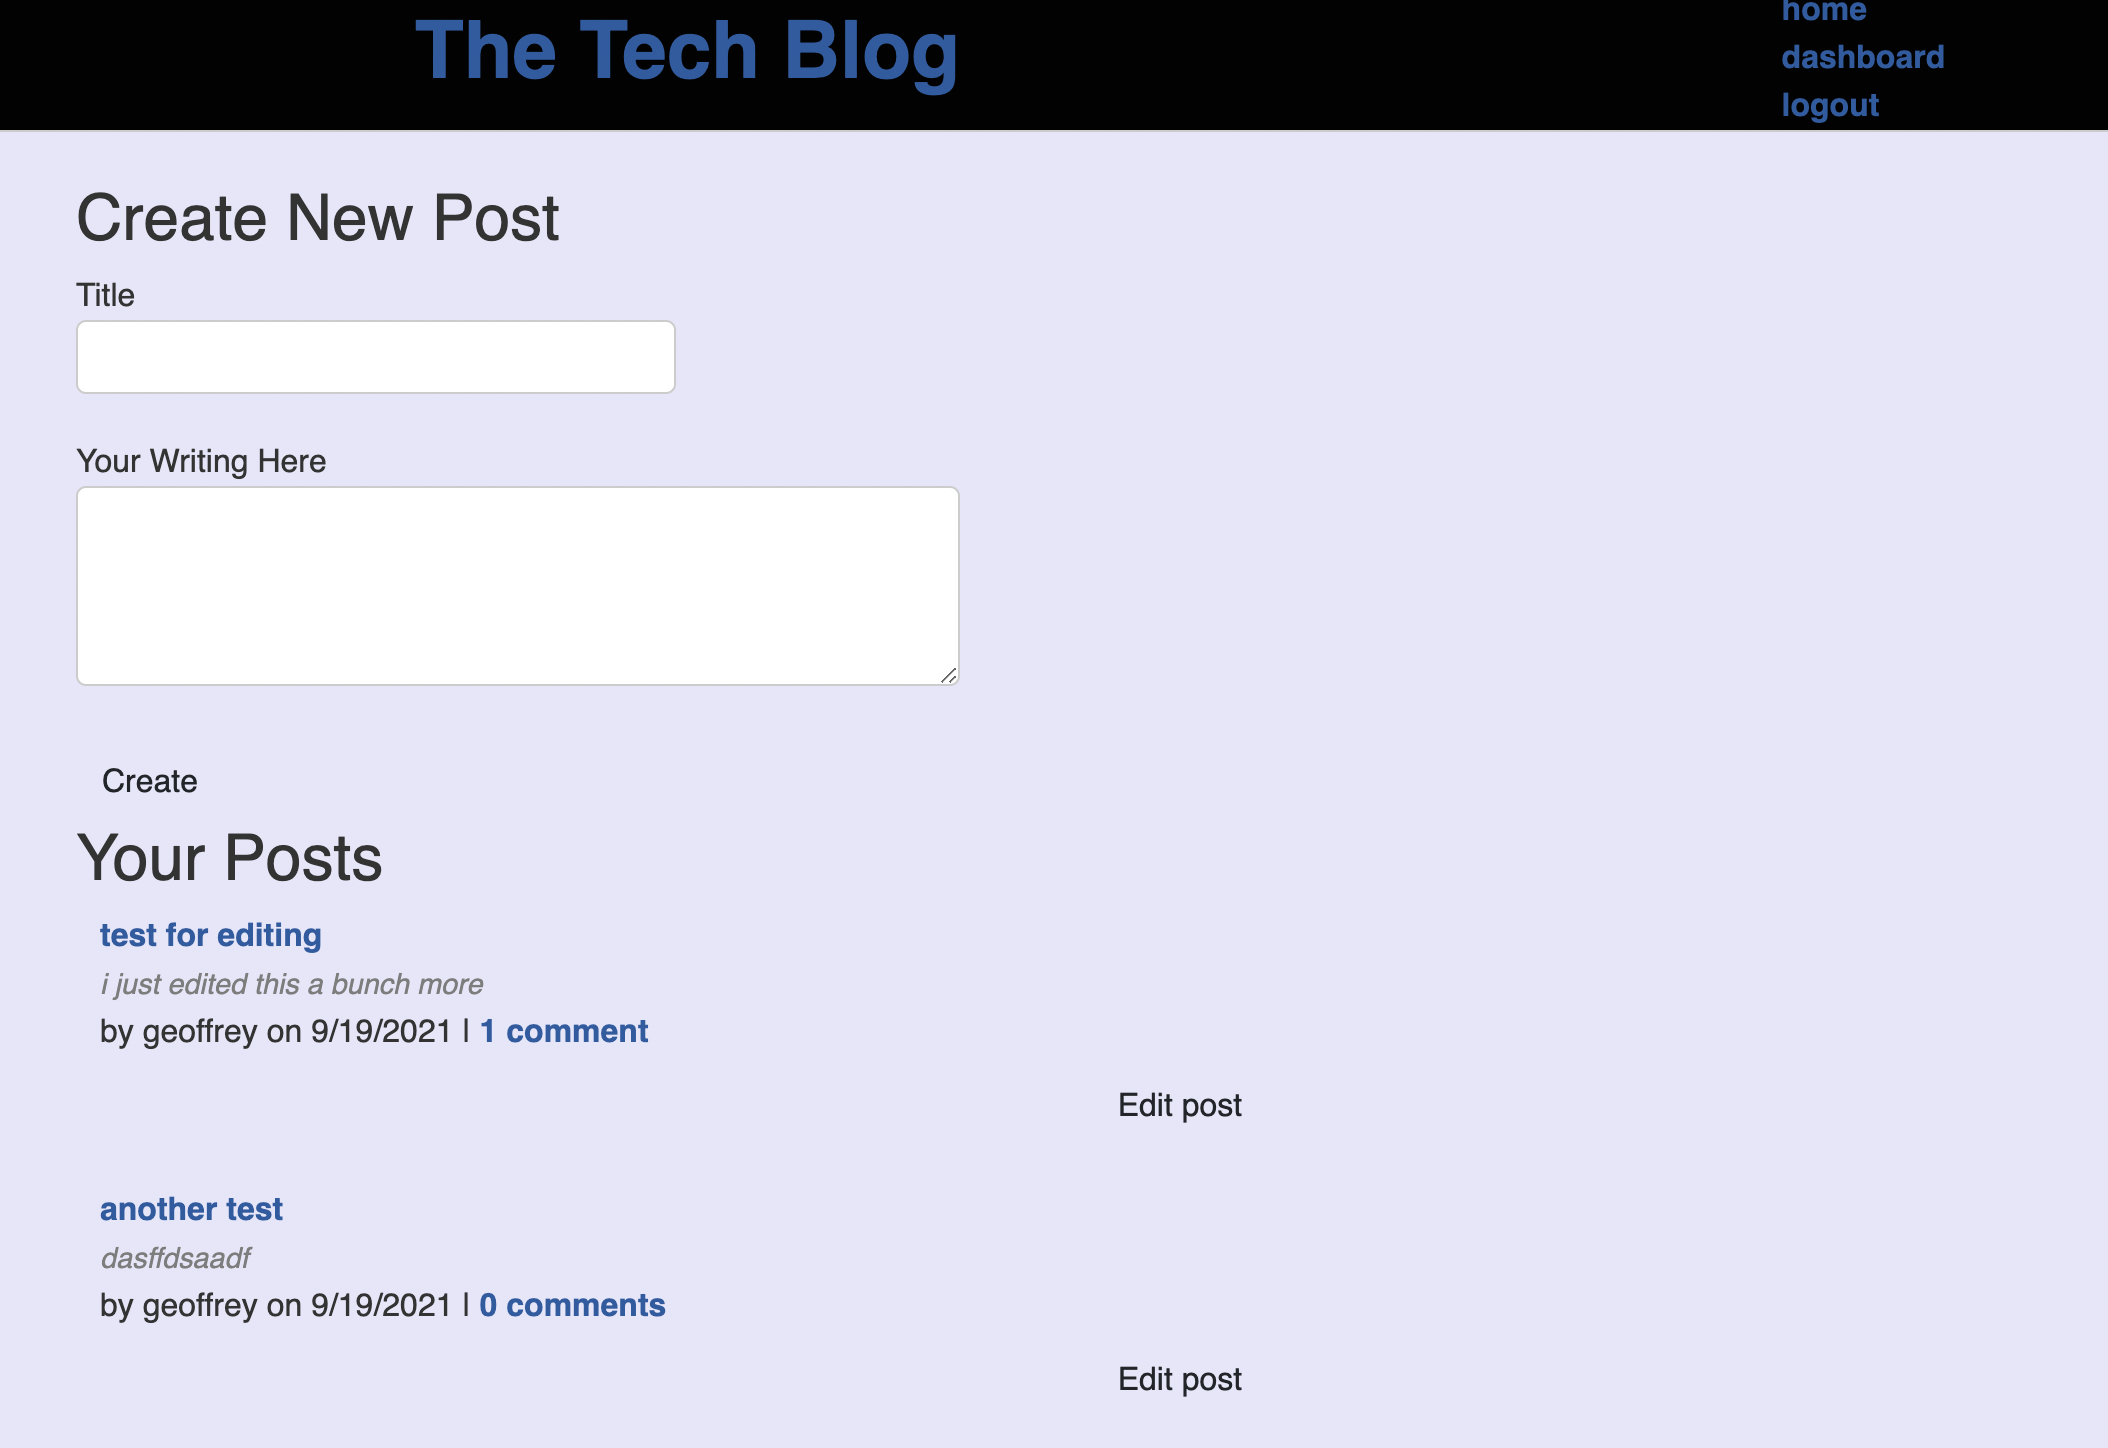 The Tech Blog
home
dashboard
logout
Create New Post
Title
Your Writing Here
Create
Your Posts
test for editing
i just edited this a bunch more
by geoffrey on 9/19/2021 | 1 comment
Edit post
another test
dasffdsaadf
by geoffrey on 9/19/2021 | 0 comments
Edit post